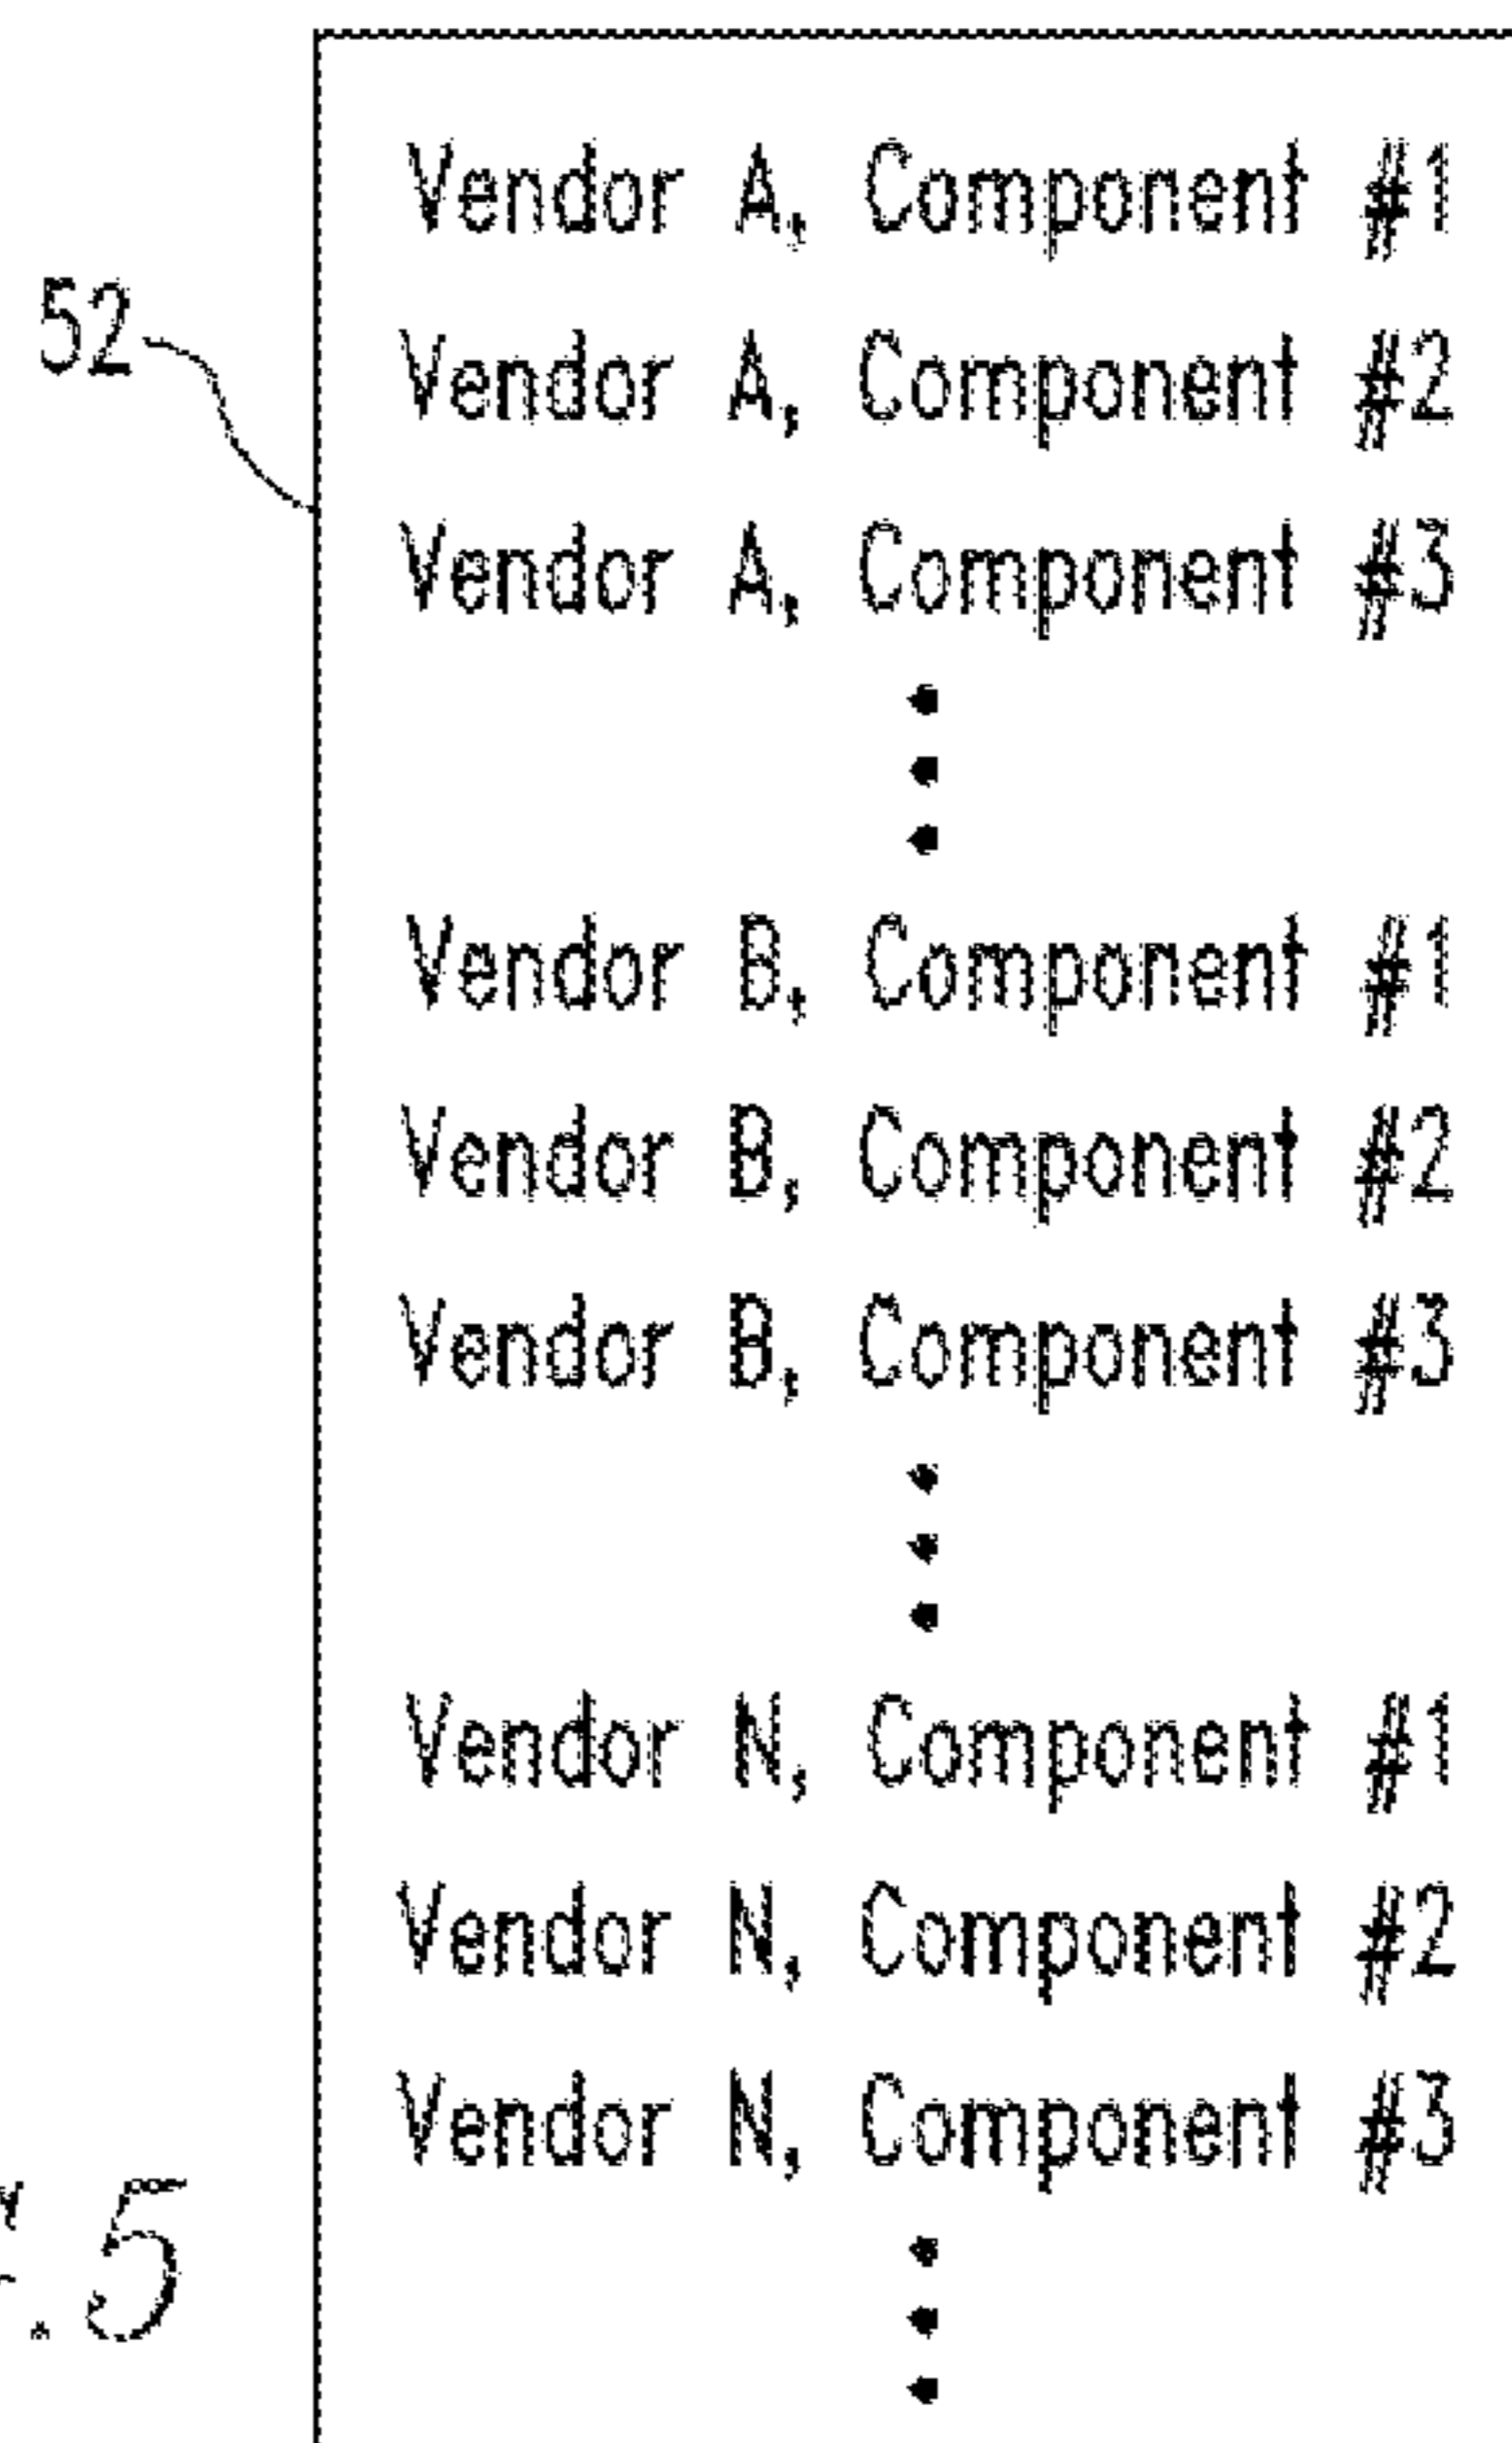 Vendor A, Component #1
52
Vendor A, Component #2
Vendor A, Component #3
Vendor B, Component #1
Vendor B, Component #2
Vendor B, Component #3
Vendor N, Component #1
Vendor N, Component #2
Vendor N, Component #3
.5